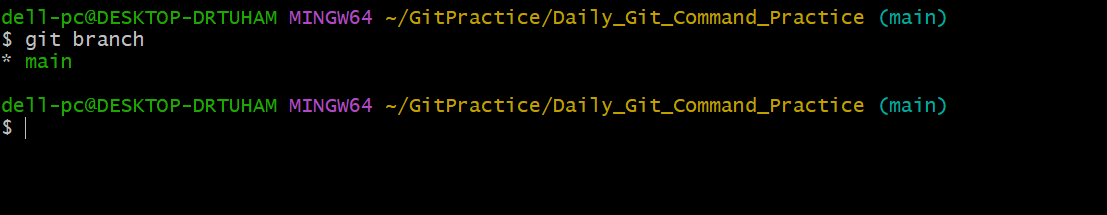 dell-pc@DESKTOP-DRTUHAM MINGW64 ~/GitPractice/Daily_Git_Command_Practice (main)
$ git branch
* main
dell-pc@DESKTOP-DRTUHAM MINGW64 ~/GitPractice/Daily_Git_Command_Practice (main)
$